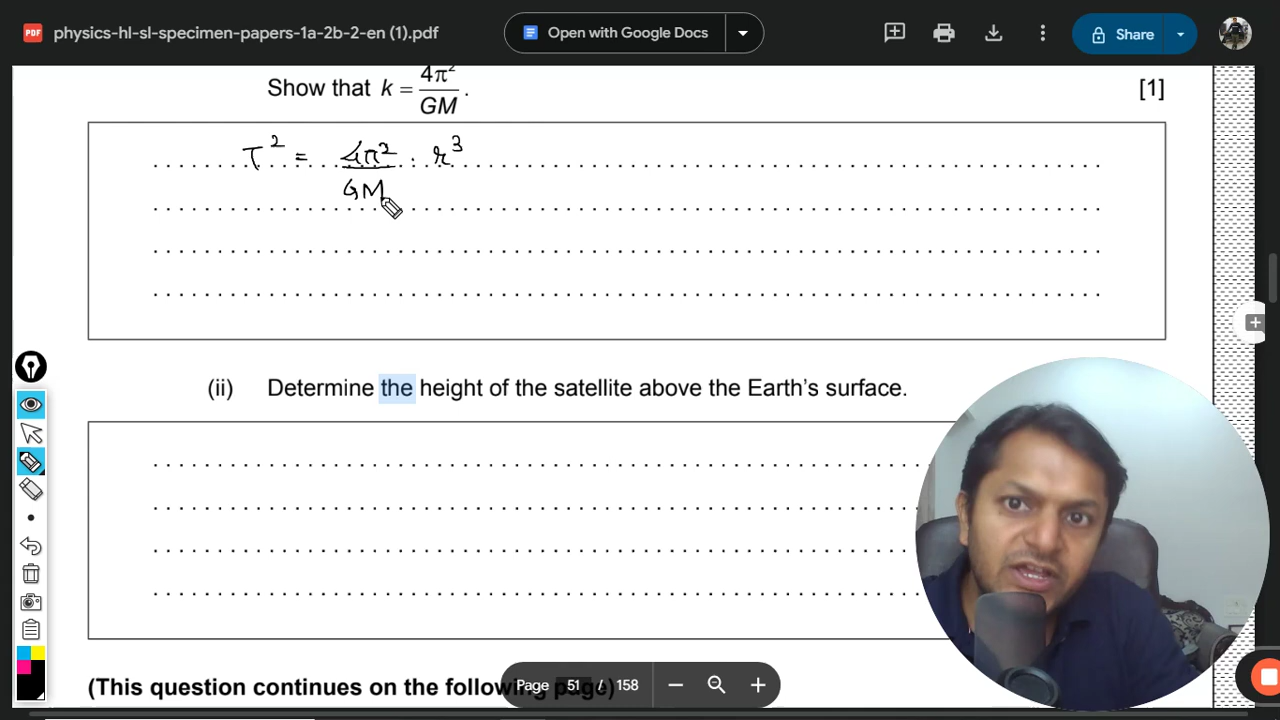 PDF physics-hl-sl-specimen-papers-1a-2b-2-en (1).pdf Open with Google Docs Share
Show that k = 4π²/GM. [1]
T² = 4π²/GM · r³
(ii) Determine the height of the satellite above the Earth's surface.
(This question continues on the following page)
Page 51 / 158